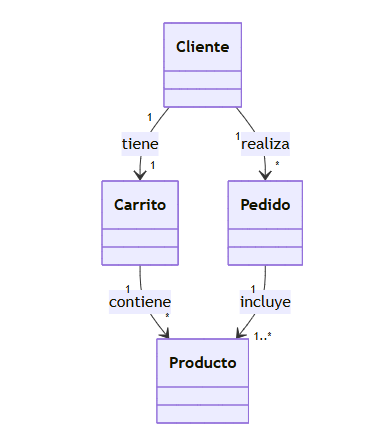 Cliente
1
1
tiene
realiza
1
*
Carrito
Pedido
1
1
contiene
incluye
*
1..*
Producto